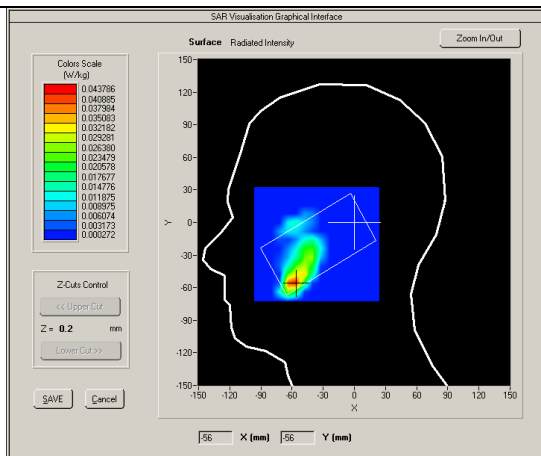 SAR Visualisation Graphical Interface
Surface Radiated Intensity
Zoom In/Out
Colors Scale
(W/kg)
0.043786
0.040885
0.037984
0.035083
0.032182
0.029281
0.026380
0.023479
0.020578
0.017677
0.014776
0.011875
0.008975
0.006074
0.003173
0.000272
Z-Cuts Control
<< Upper Cut
Z = 0.2 mm
Lower Cut >>
SAVE Cancel
150
120
90
60
30
0
-30
-60
-90
-120
-150
Y
-150 -120 -90 -60 -30 0 30 60 90 120 150
X
-56 X (mm) -56 Y (mm)